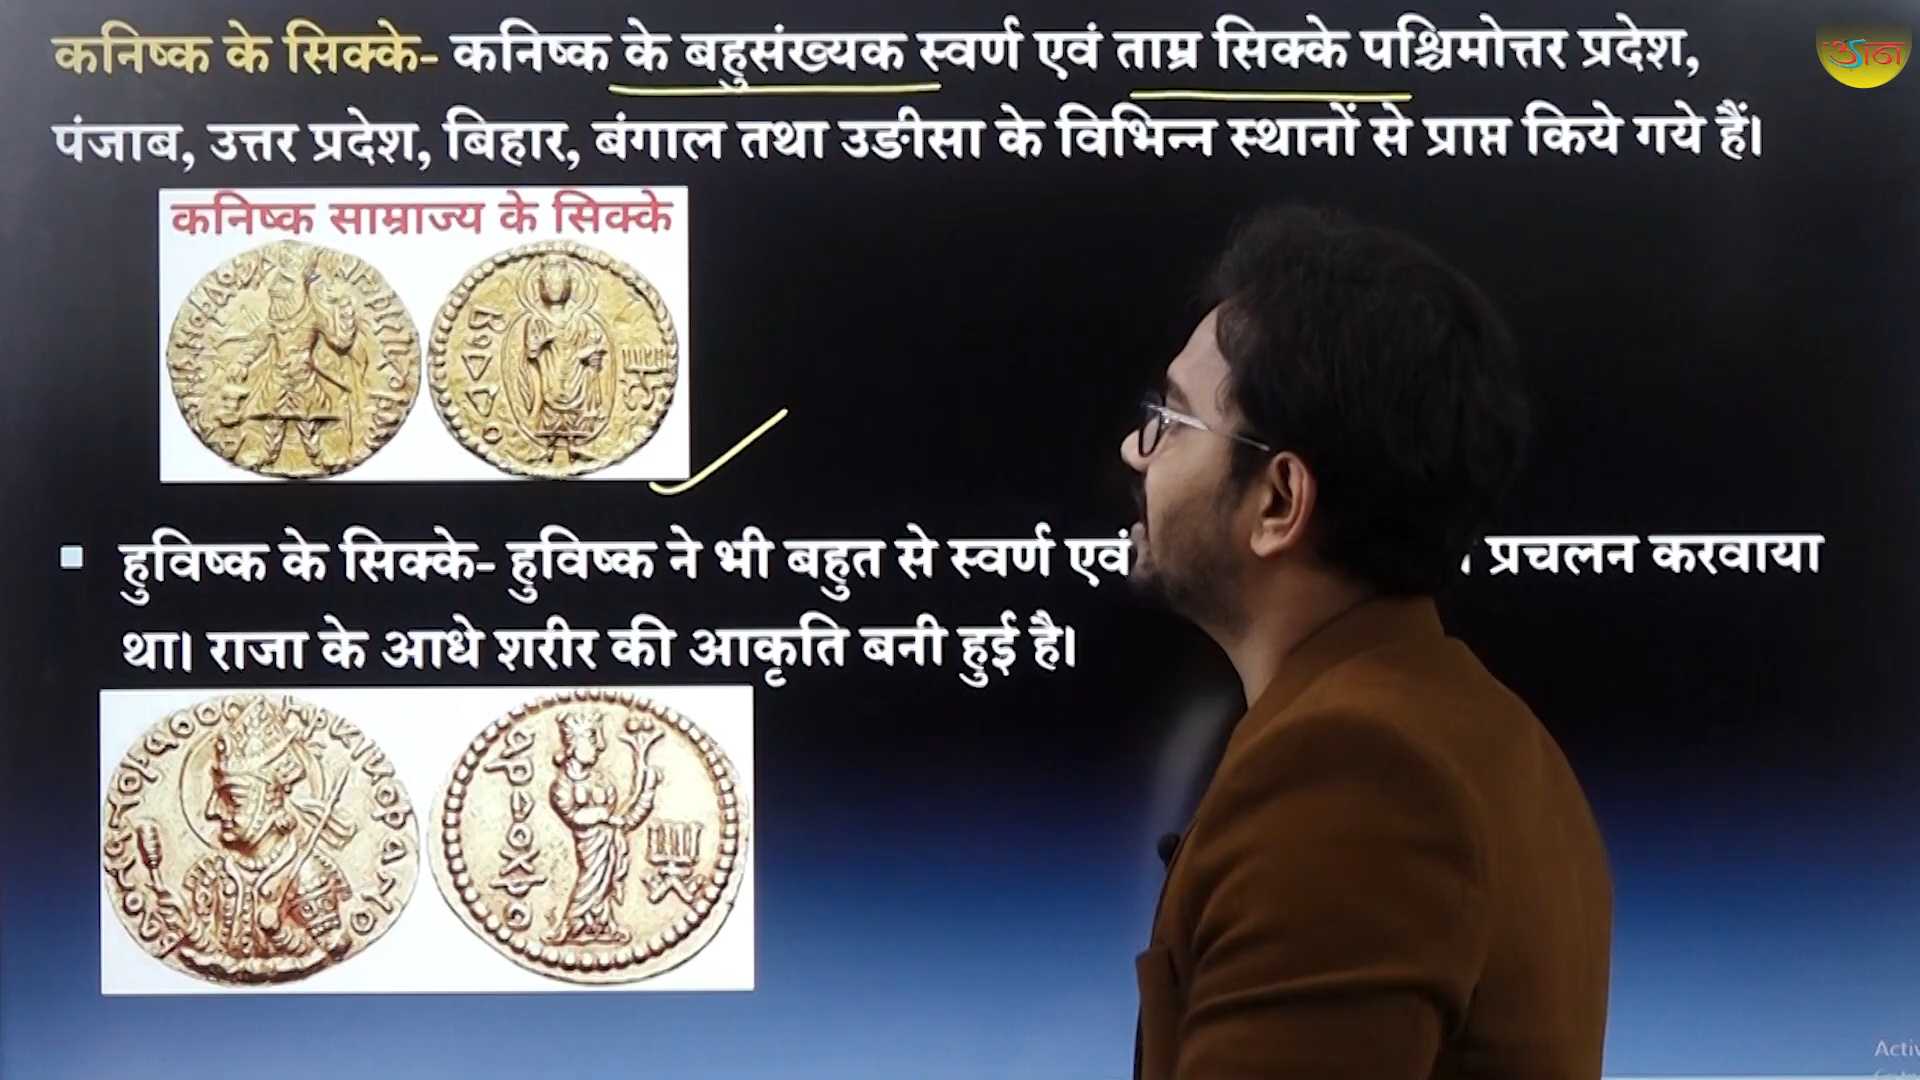 कनिष्क के सिक्के- कनिष्क के बहुसंख्यक स्वर्ण एवं ताम्र सिक्के पश्चिमोत्तर प्रदेश,
पंजाब, उत्तर प्रदेश, बिहार, बंगाल तथा उङीसा के विभिन्न स्थानों से प्राप्त किये गये हैं।
कनिष्क साम्राज्य के सिक्के
हुविष्क के सिक्के- हुविष्क ने भी बहुत से स्वर्ण एवं प्रचलन करवाया
था। राजा के आधे शरीर की आकृति बनी हुई है।